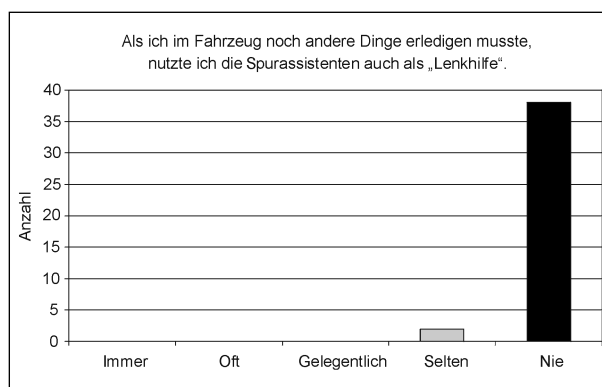 Als ich im Fahrzeug noch andere Dinge erledigen musste,
nutzte ich die Spurassistenten auch als „Lenkhilfe“.
40
35
30
25
20
15
10
5
0
Anzahl
Immer Oft Gelegentlich Selten Nie